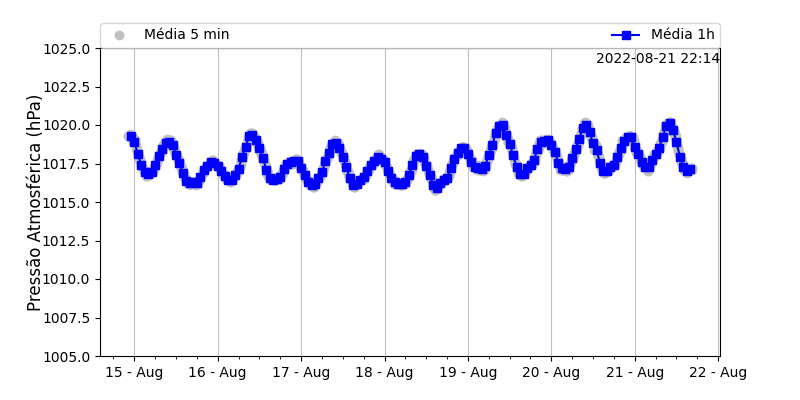 Média 5 min
Média 1h
2022-08-21 22:14
Pressão Atmosférica (hPa)
1025.0
1022.5
1020.0
1017.5
1015.0
1012.5
1010.0
1007.5
1005.0
15 - Aug
16 - Aug
17 - Aug
18 - Aug
19 - Aug
20 - Aug
21 - Aug
22 - Aug